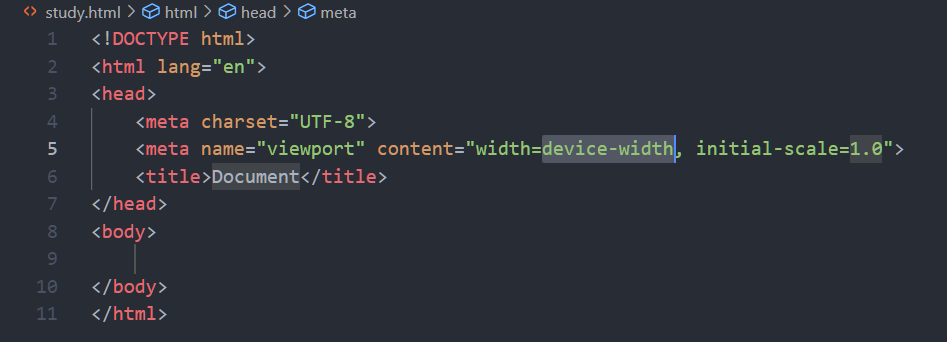 study.html > html > head > meta
1 <!DOCTYPE html>
2 <html lang="en">
3 <head>
4     <meta charset="UTF-8">
5     <meta name="viewport" content="width=device-width, initial-scale=1.0">
6     <title>Document</title>
7 </head>
8 <body>
9
10 </body>
11 </html>